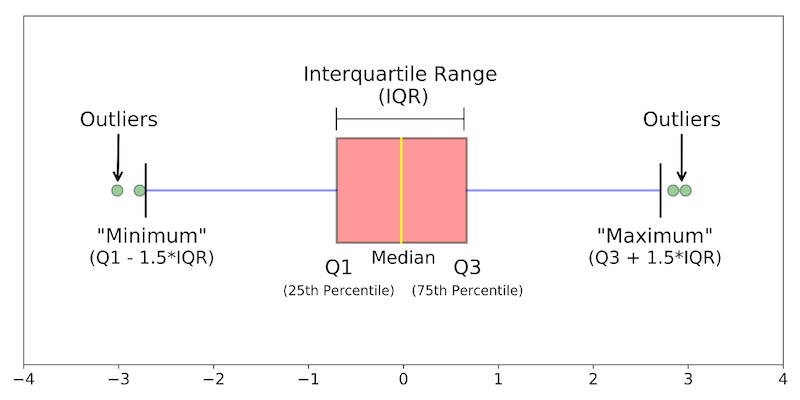 Interquartile Range
(IQR)
Outliers
Outliers
"Minimum"
(Q1 - 1.5*IQR)
"Maximum"
(Q3 + 1.5*IQR)
Q1
Median
Q3
(25th Percentile)
(75th Percentile)
−4
−3
−2
−1
0
1
2
3
4